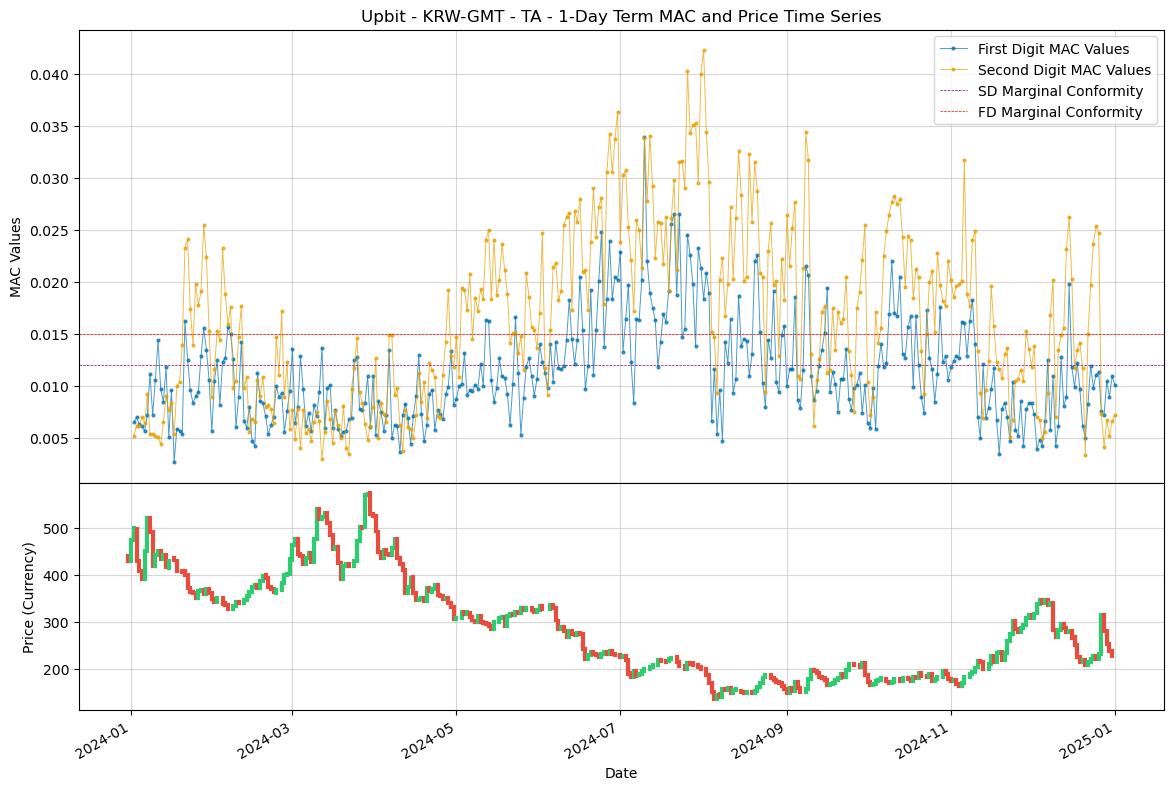 Upbit - KRW-GMT - TA - 1-Day Term MAC and Price Time Series
First Digit MAC Values
Second Digit MAC Values
SD Marginal Conformity
FD Marginal Conformity
MAC Values
0.040
0.035
0.030
0.025
0.020
0.015
0.010
0.005
Price (Currency)
500
400
300
200
2024-01
2024-03
2024-05
2024-07
2024-09
2024-11
2025-01
Date